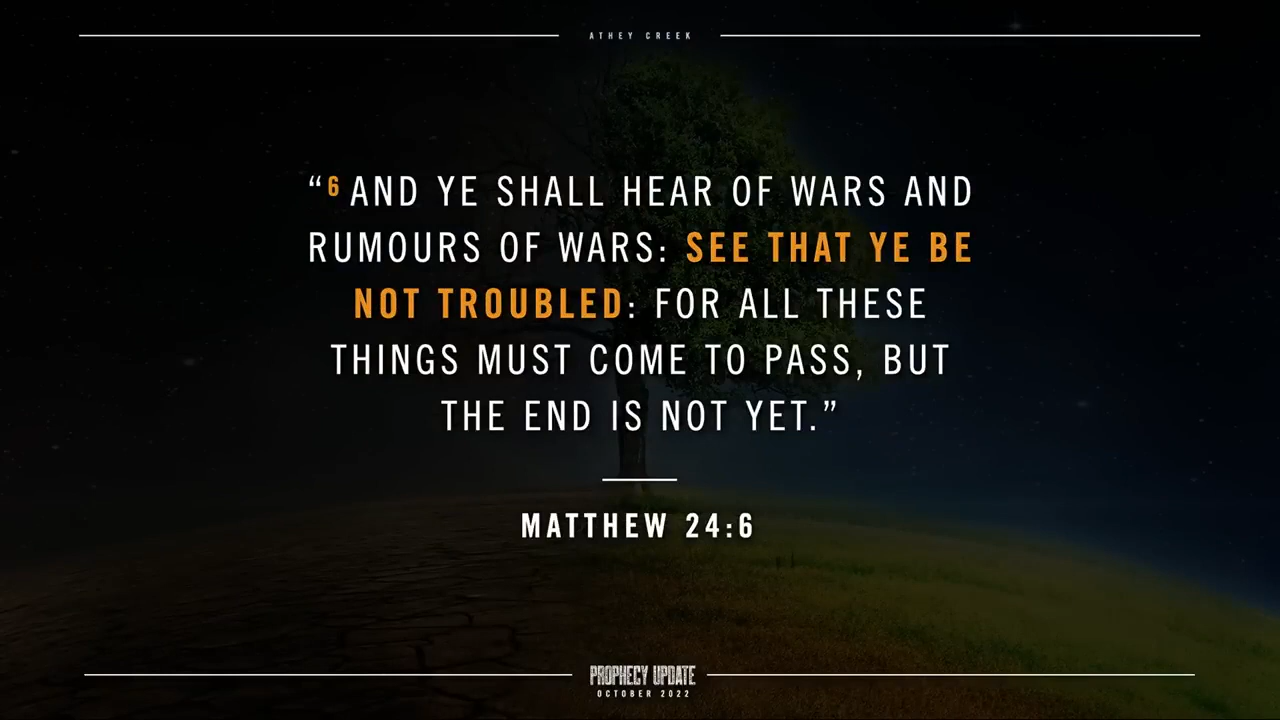 ATHEY CREEK
“6 AND YE SHALL HEAR OF WARS AND
RUMOURS OF WARS: SEE THAT YE BE
NOT TROUBLED: FOR ALL THESE
THINGS MUST COME TO PASS, BUT
THE END IS NOT YET.”
MATTHEW 24:6
PROPHECY UPDATE
OCTOBER 2022